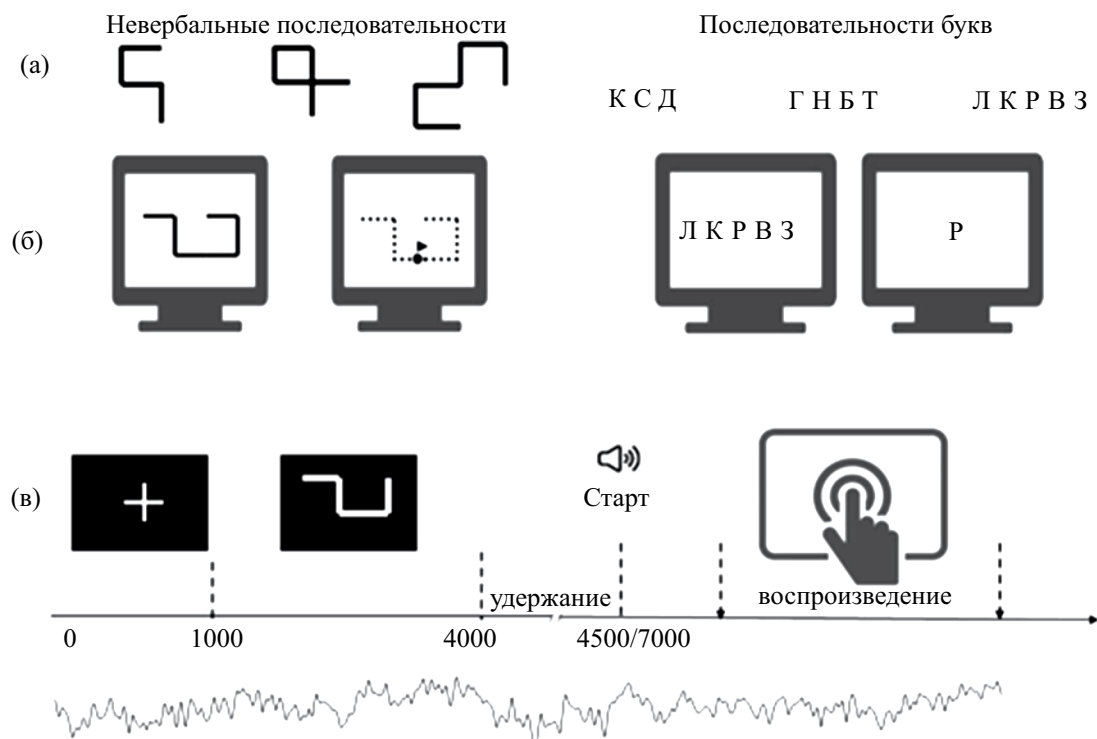 Невербальные последовательности
Последовательности букв
(а)
К С Д
Г Н Б Т
Л К Р В З
(б)
Л К Р В З
Р
(в)
Старт
удержание
воспроизведение
0
1000
4000
4500/7000